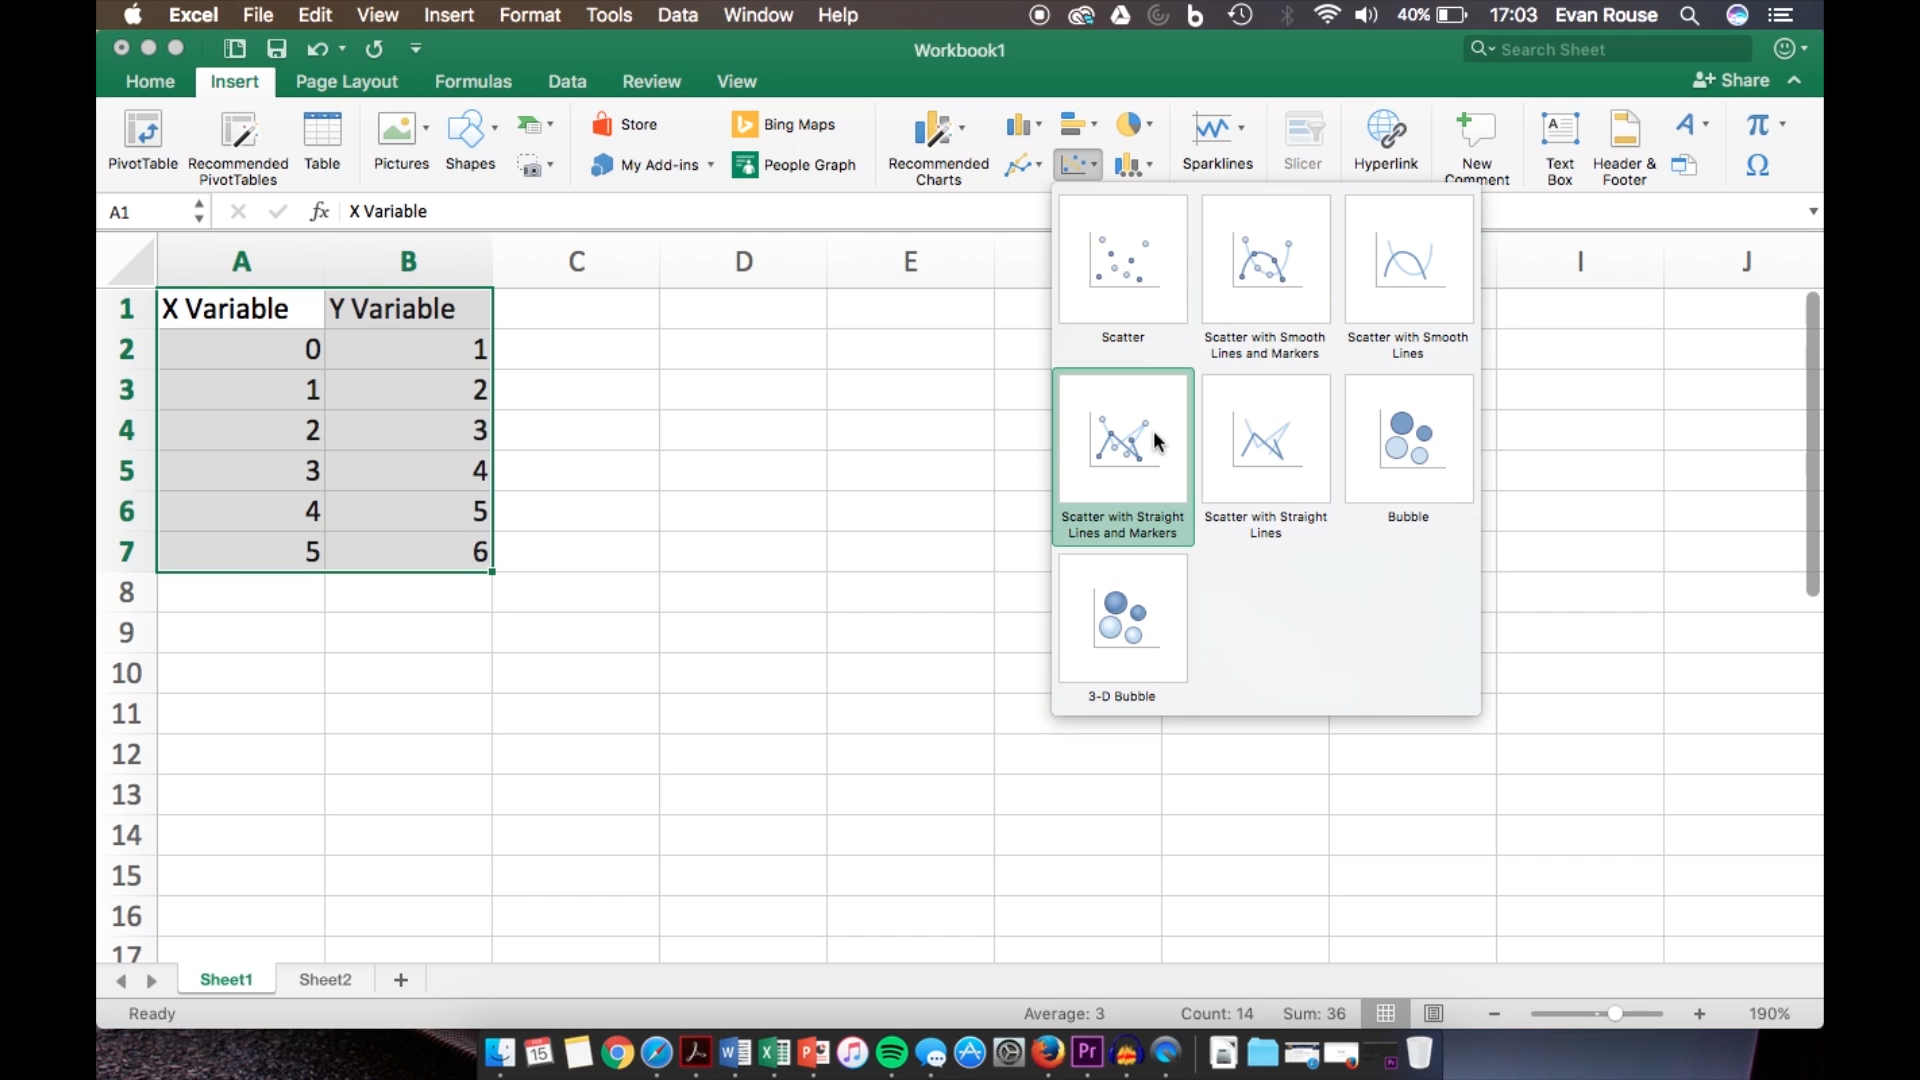 Excel File Edit View Insert Format Tools Data Window Help 40% 17:03 Evan Rouse
Workbook1
Search Sheet
Home Insert Page Layout Formulas Data Review View
Share
PivotTable
Recommended
PivotTables
Table
Pictures
Shapes
Store
My Add-ins
Bing Maps
People Graph
Recommended
Charts
Sparklines
Slicer
Hyperlink
New
Comment
Text
Box
Header &
Footer
A1 fx X Variable
A B C D E I J
1 X Variable Y Variable
2 0 1
3 1 2
4 2 3
5 3 4
6 4 5
7 5 6
8
9
10
11
12
13
14
15
16
17
Scatter
Scatter with Smooth
Lines and Markers
Scatter with Smooth
Lines
Scatter with Straight
Lines and Markers
Scatter with Straight
Lines
Bubble
3-D Bubble
Sheet1 Sheet2 +
Ready Average: 3 Count: 14 Sum: 36 190%
15
Pr